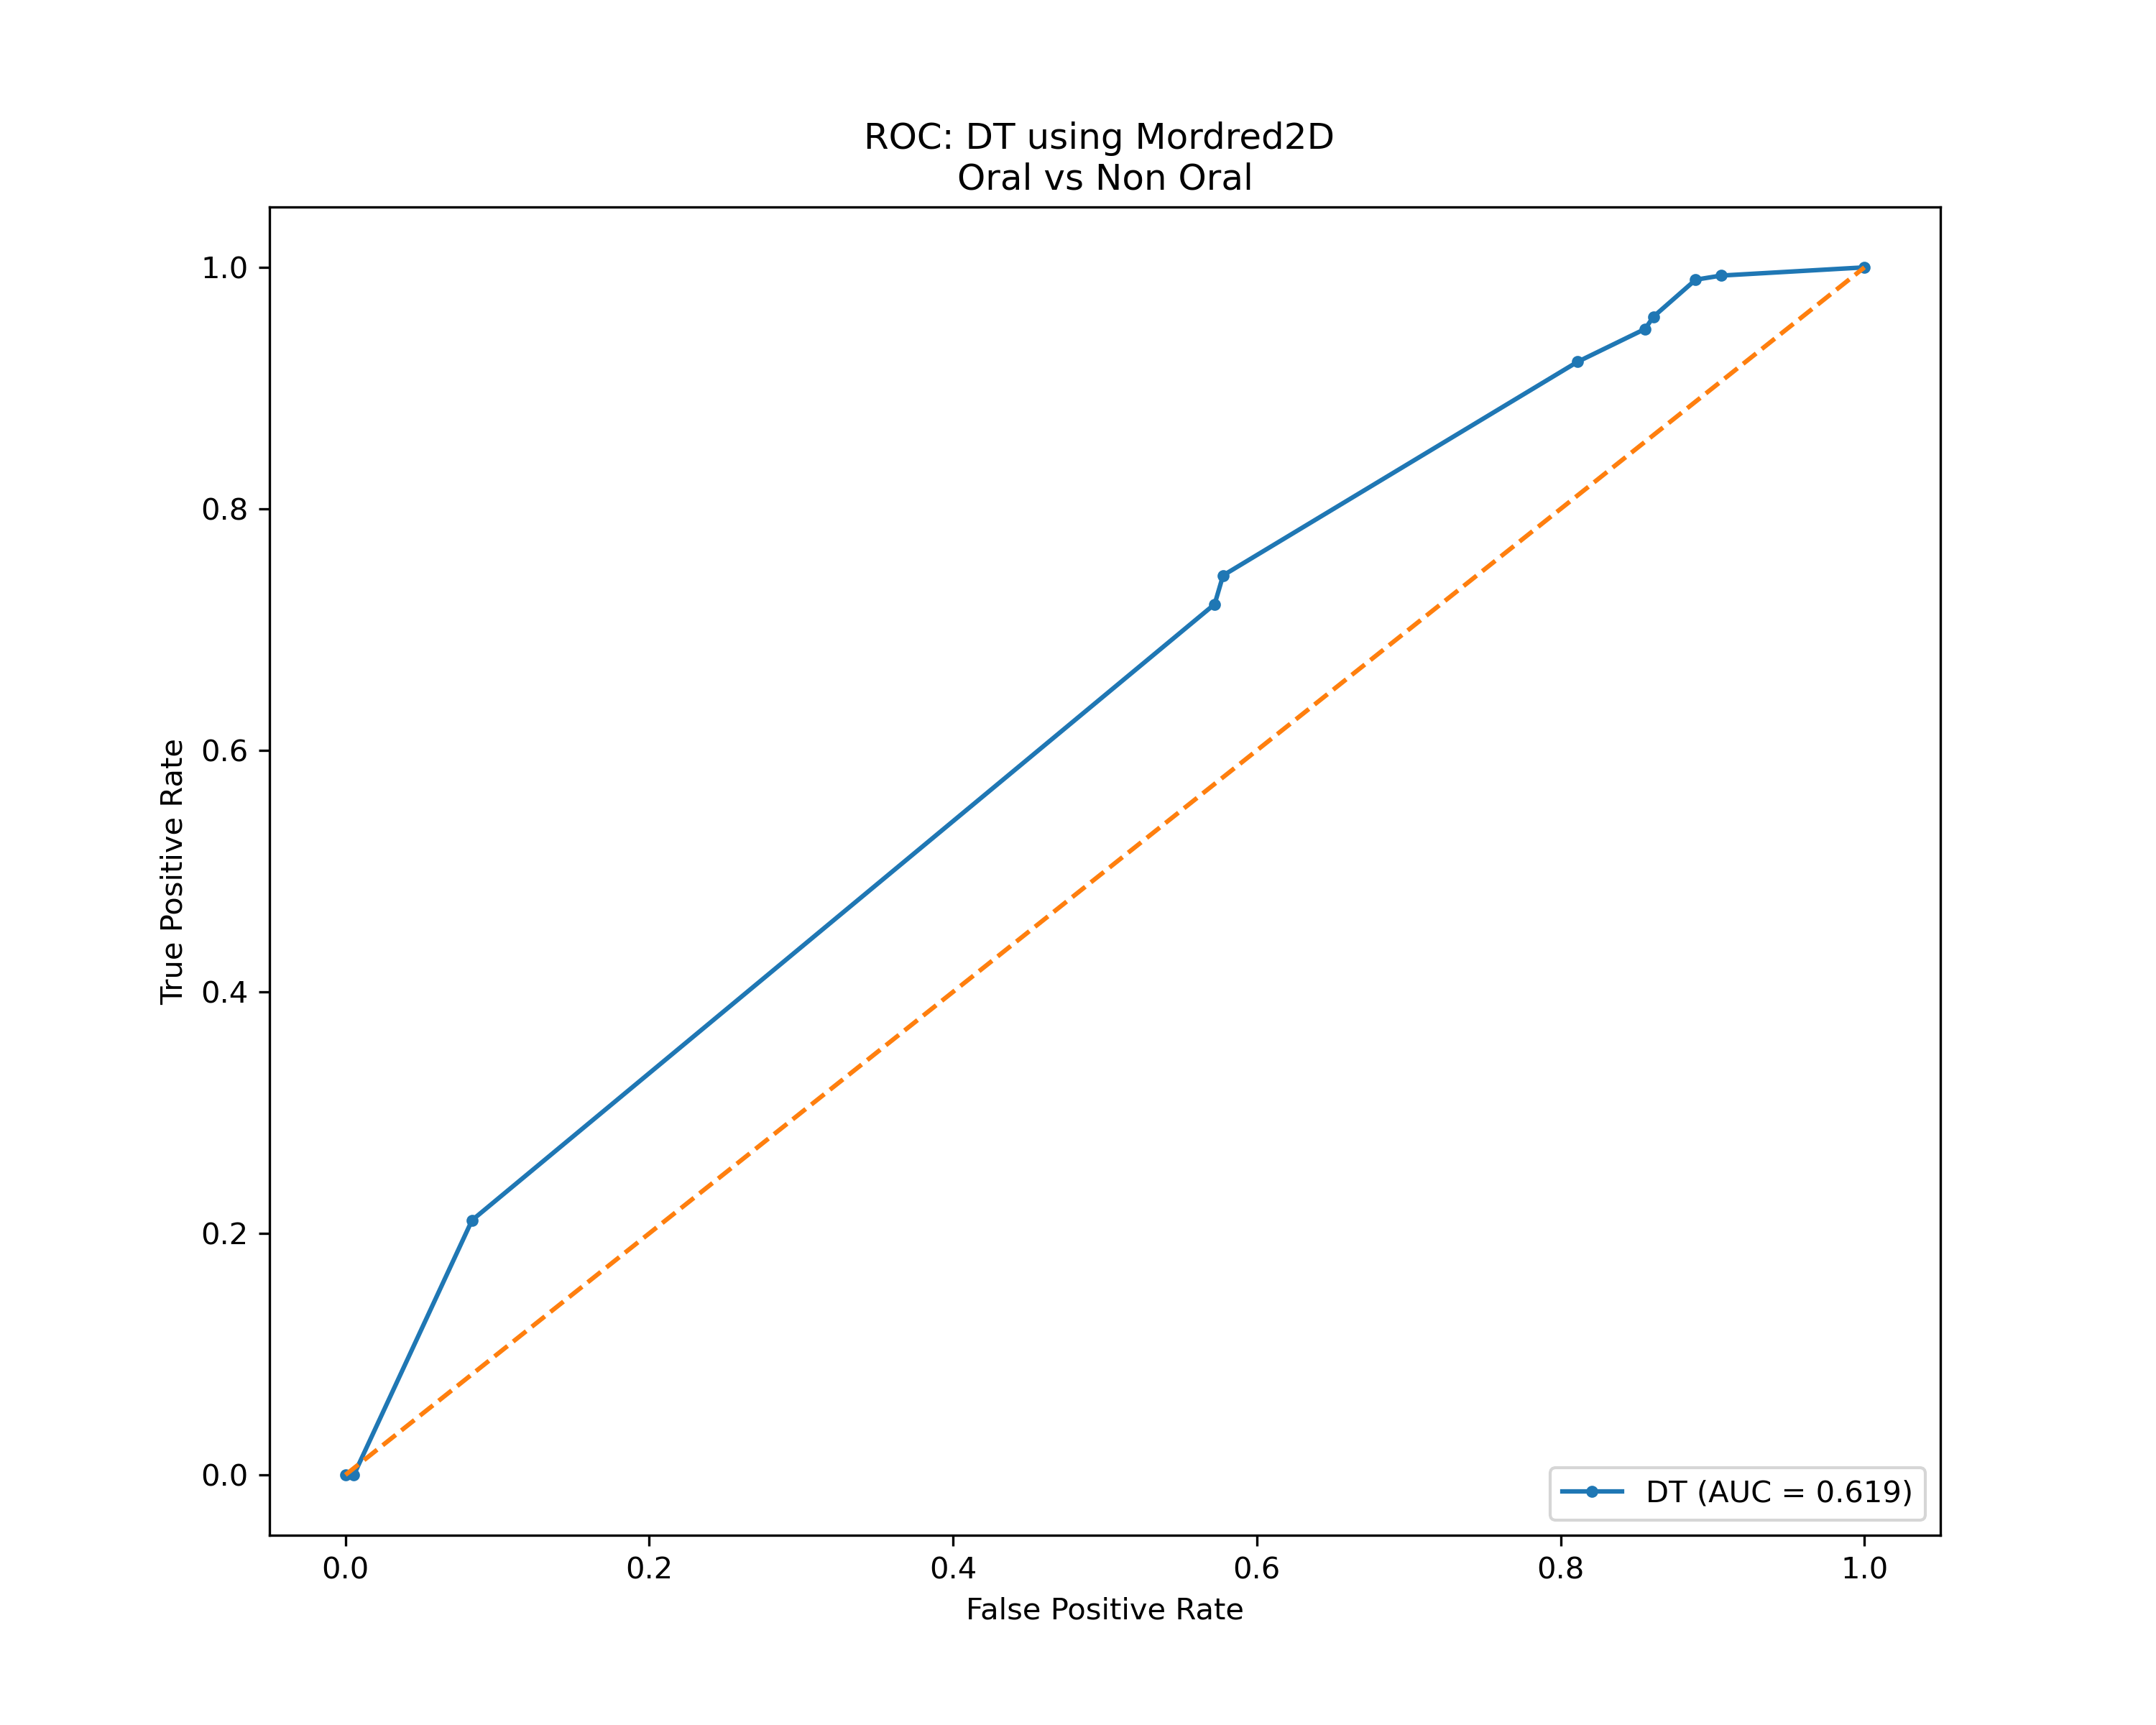 ROC: DT using Mordred2D
Oral vs Non Oral
1.0
0.8
0.6
0.4
0.2
0.0
True Positive Rate
DT (AUC = 0.619)
0.0 0.2 0.4 0.6 0.8 1.0
False Positive Rate